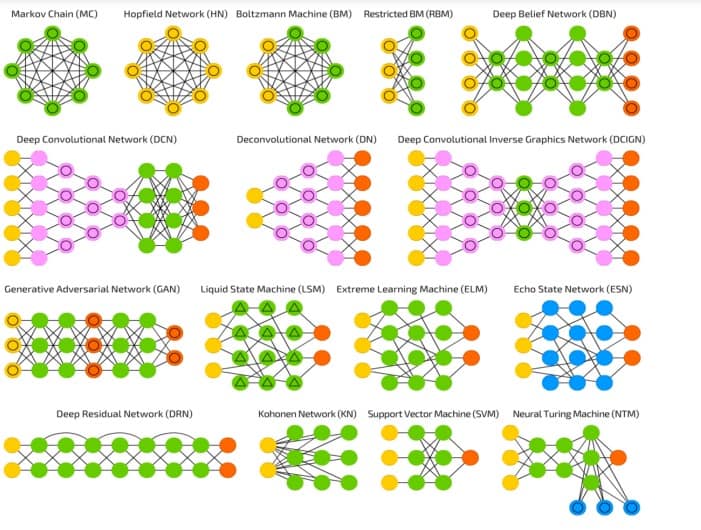 Markov Chain (MC)
Hopfield Network (HN)
Boltzmann Machine (BM)
Restricted BM (RBM)
Deep Belief Network (DBN)
Deep Convolutional Network (DCN)
Deconvolutional Network (DN)
Deep Convolutional Inverse Graphics Network (DCIGN)
Generative Adversarial Network (GAN)
Liquid State Machine (LSM)
Extreme Learning Machine (ELM)
Echo State Network (ESN)
Deep Residual Network (DRN)
Kohonen Network (KN)
Support Vector Machine (SVM)
Neural Turing Machine (NTM)